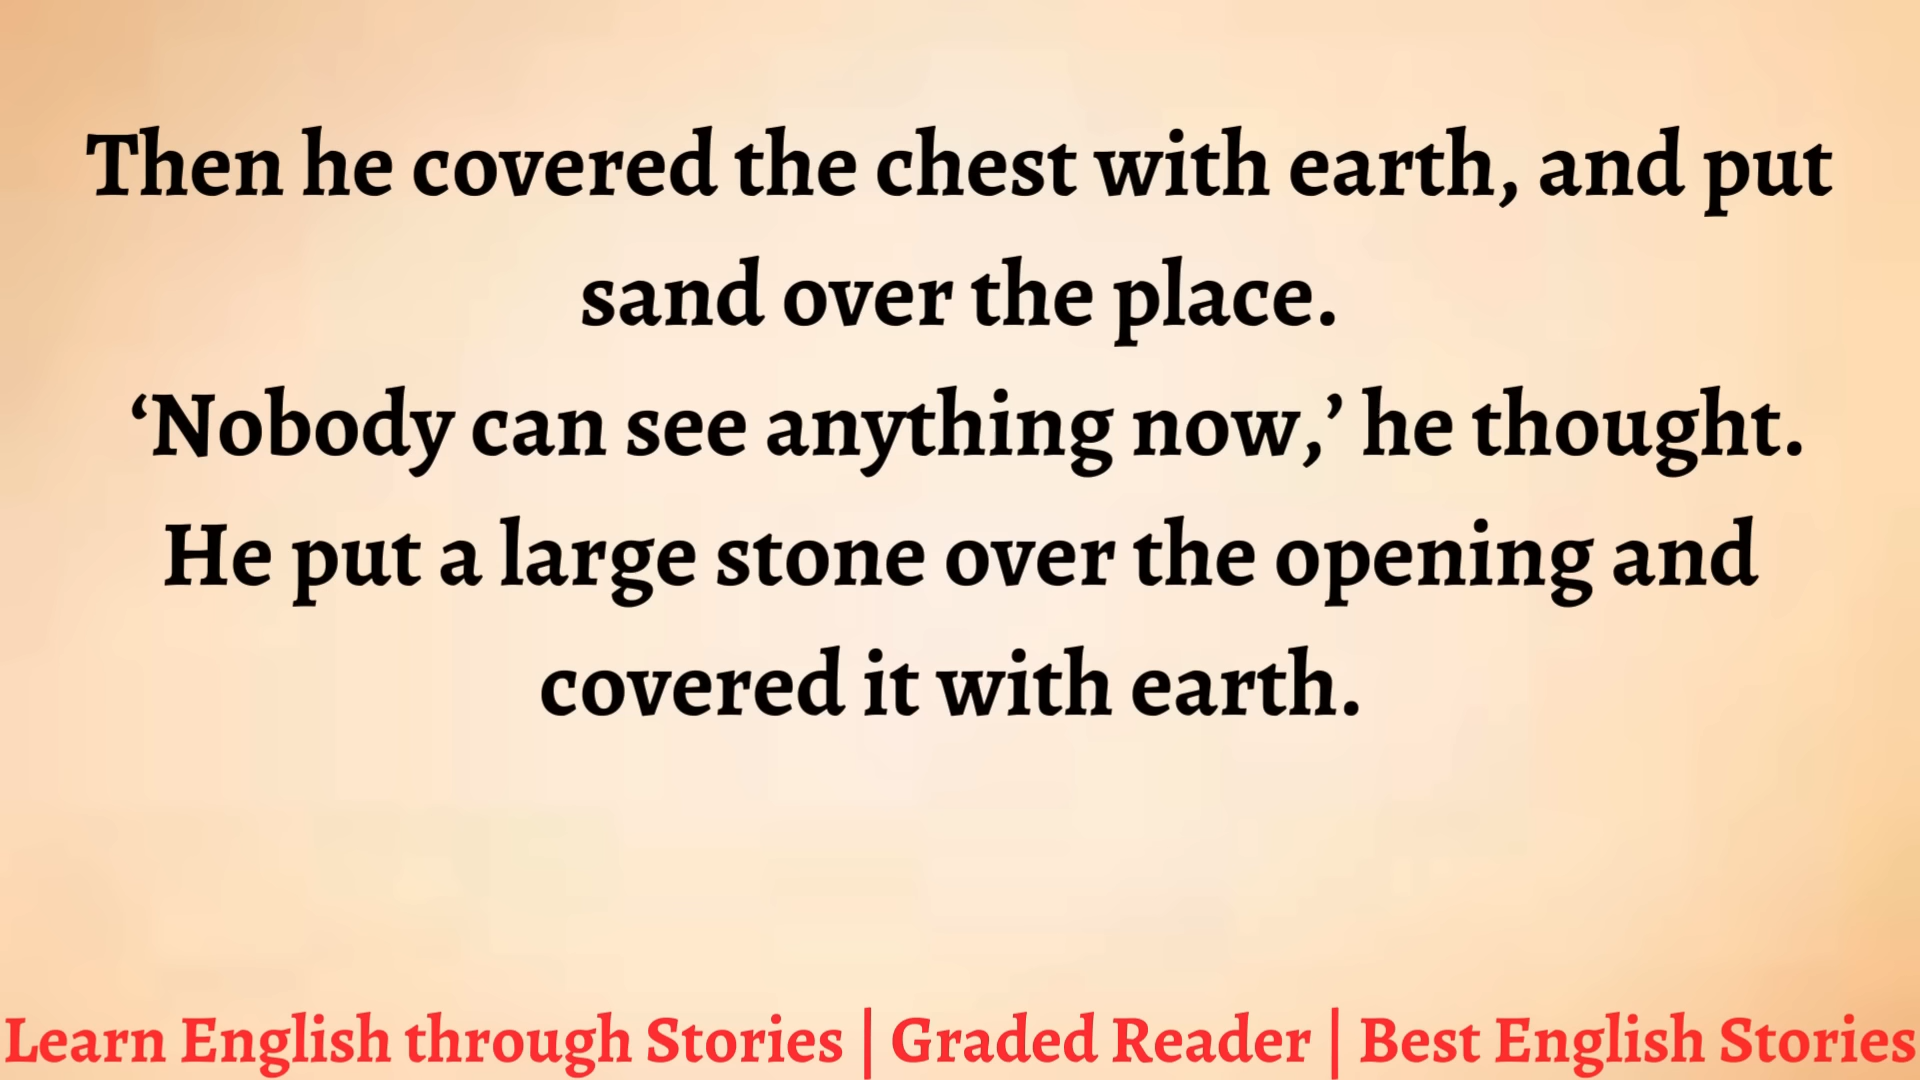 Then he covered the chest with earth, and put
sand over the place.
‘Nobody can see anything now,’ he thought.
He put a large stone over the opening and
covered it with earth.
Learn English through Stories | Graded Reader | Best English Stories